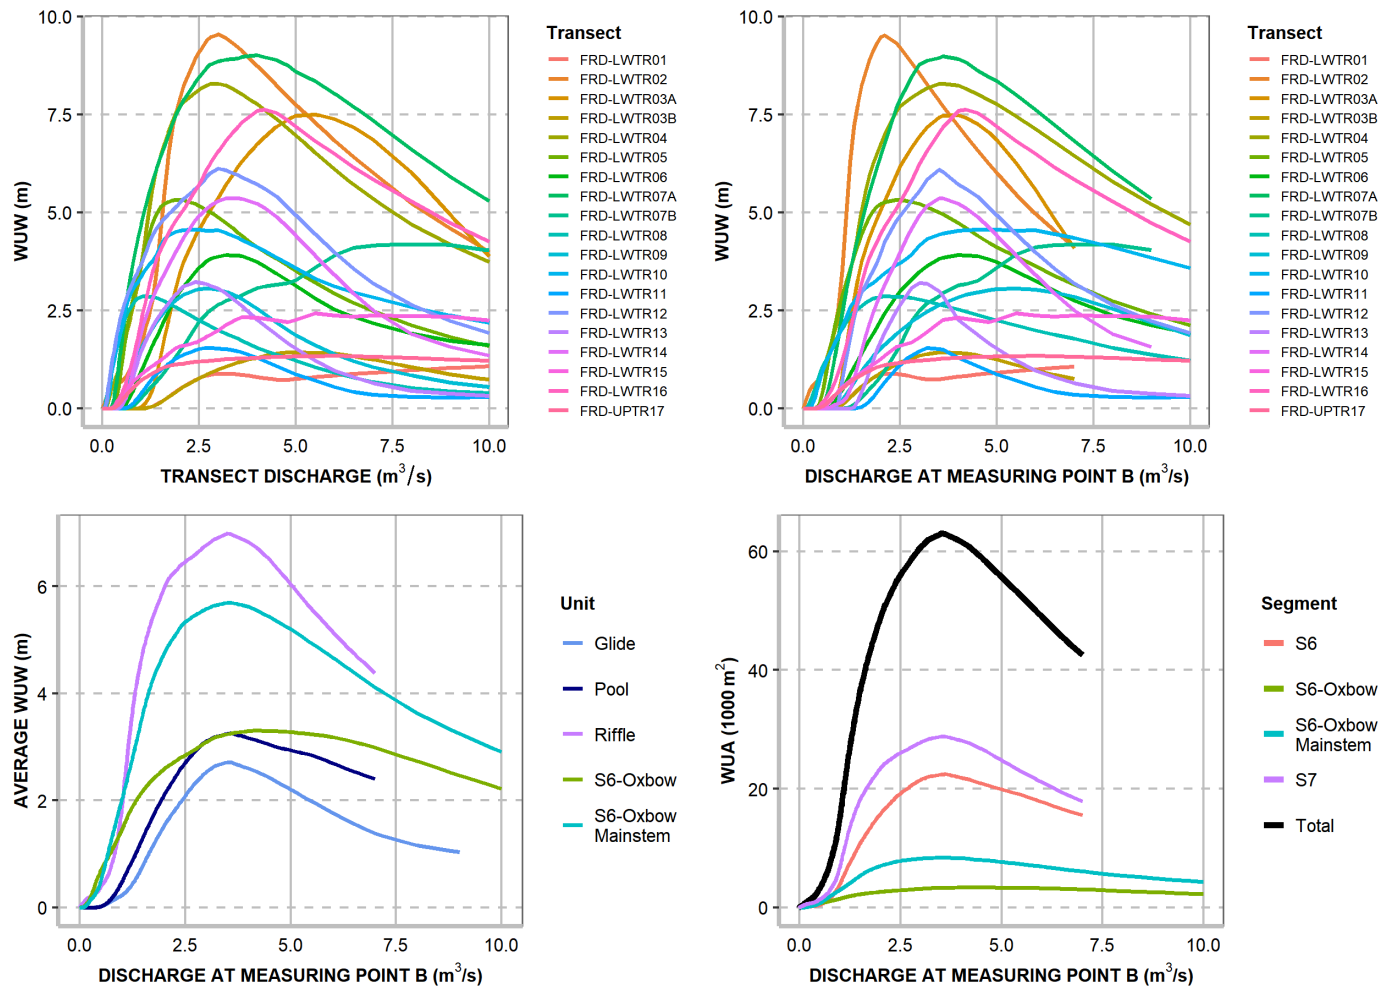 10.0
7.5
5.0
2.5
0.0
WUW (m)
0.0 2.5 5.0 7.5 10.0
TRANSECT DISCHARGE (m³/s)
Transect
FRD-LWTR01
FRD-LWTR02
FRD-LWTR03A
FRD-LWTR03B
FRD-LWTR04
FRD-LWTR05
FRD-LWTR06
FRD-LWTR07A
FRD-LWTR07B
FRD-LWTR08
FRD-LWTR09
FRD-LWTR10
FRD-LWTR11
FRD-LWTR12
FRD-LWTR13
FRD-LWTR14
FRD-LWTR15
FRD-LWTR16
FRD-UPTR17
10.0
7.5
5.0
2.5
0.0
WUW (m)
0.0 2.5 5.0 7.5 10.0
DISCHARGE AT MEASURING POINT B (m³/s)
Transect
FRD-LWTR01
FRD-LWTR02
FRD-LWTR03A
FRD-LWTR03B
FRD-LWTR04
FRD-LWTR05
FRD-LWTR06
FRD-LWTR07A
FRD-LWTR07B
FRD-LWTR08
FRD-LWTR09
FRD-LWTR10
FRD-LWTR11
FRD-LWTR12
FRD-LWTR13
FRD-LWTR14
FRD-LWTR15
FRD-LWTR16
FRD-UPTR17
6
4
2
0
AVERAGE WUW (m)
0.0 2.5 5.0 7.5 10.0
DISCHARGE AT MEASURING POINT B (m³/s)
Unit
Glide
Pool
Riffle
S6-Oxbow
S6-Oxbow
Mainstem
60
40
20
0
WUA (1000 m²)
0.0 2.5 5.0 7.5 10.0
DISCHARGE AT MEASURING POINT B (m³/s)
Segment
S6
S6-Oxbow
S6-Oxbow
Mainstem
S7
Total